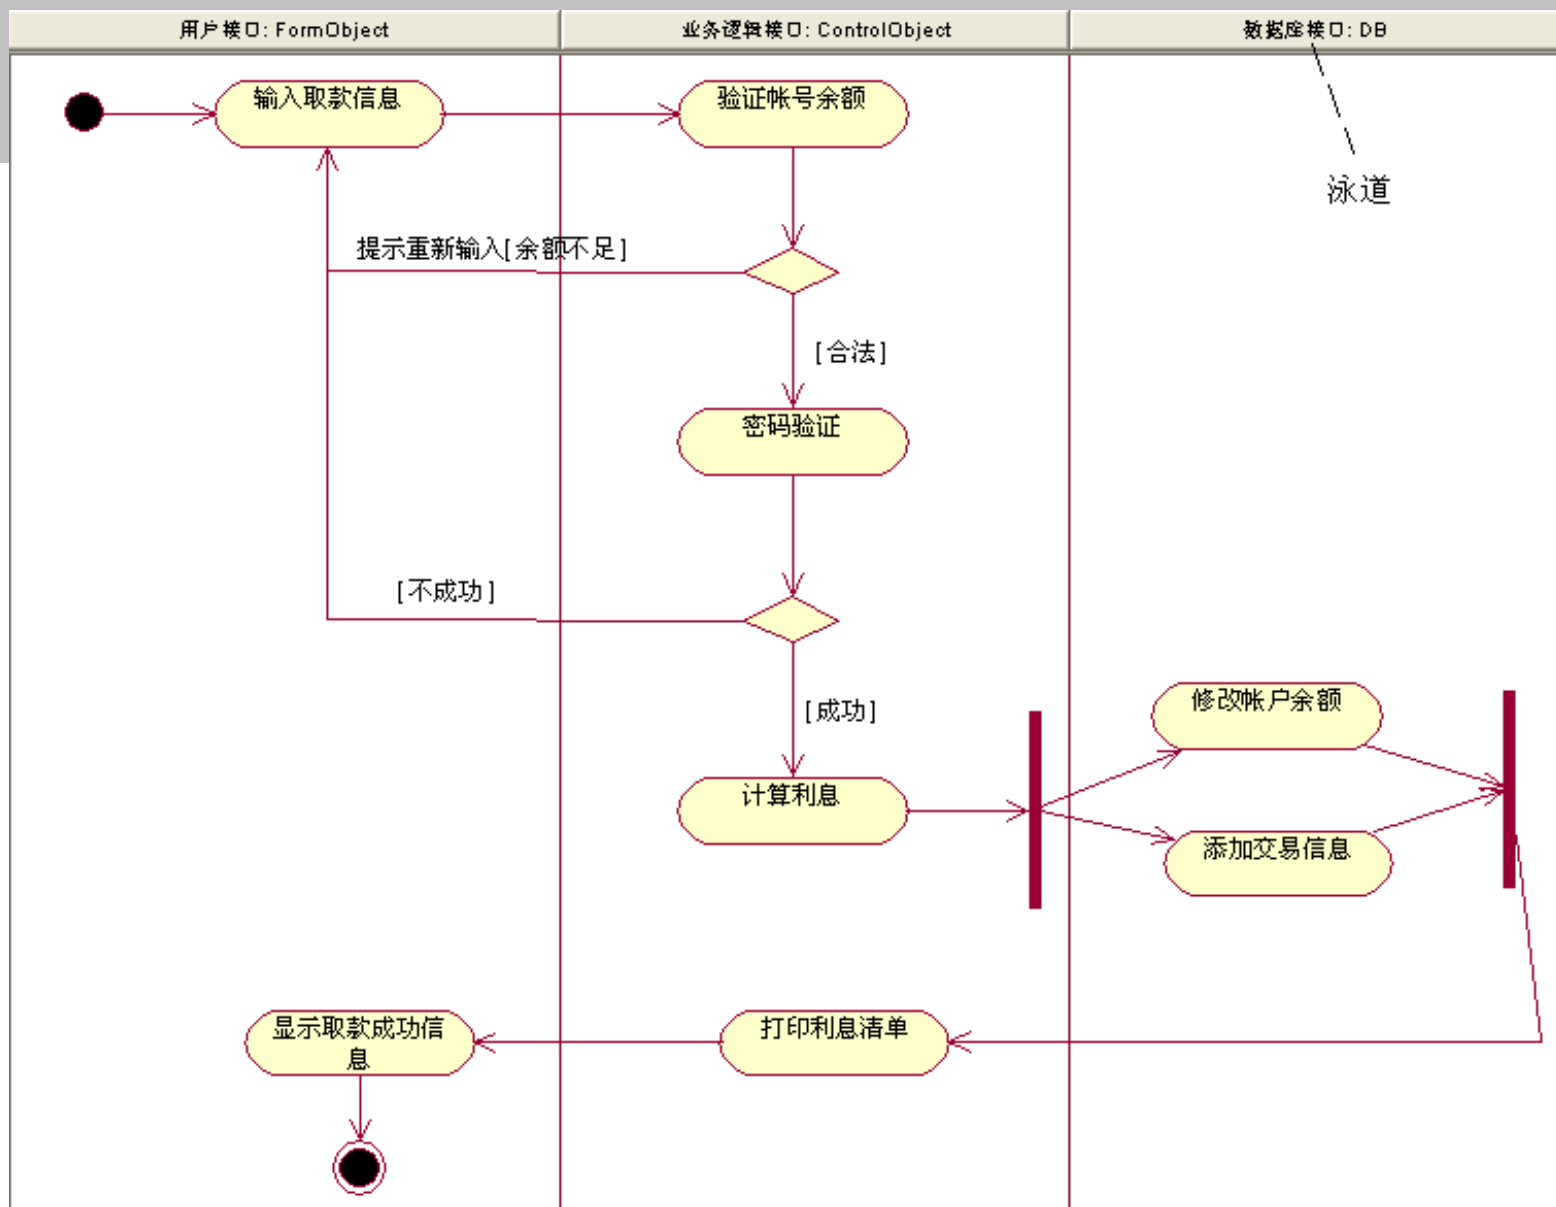 用户接口: FormObject
业务逻辑接口: ControlObject
数据库接口: DB
泳道
输入取款信息
验证帐号余额
提示重新输入[余额不足]
[合法]
密码验证
[不成功]
[成功]
修改帐户余额
计算利息
添加交易信息
显示取款成功信
息
打印利息清单